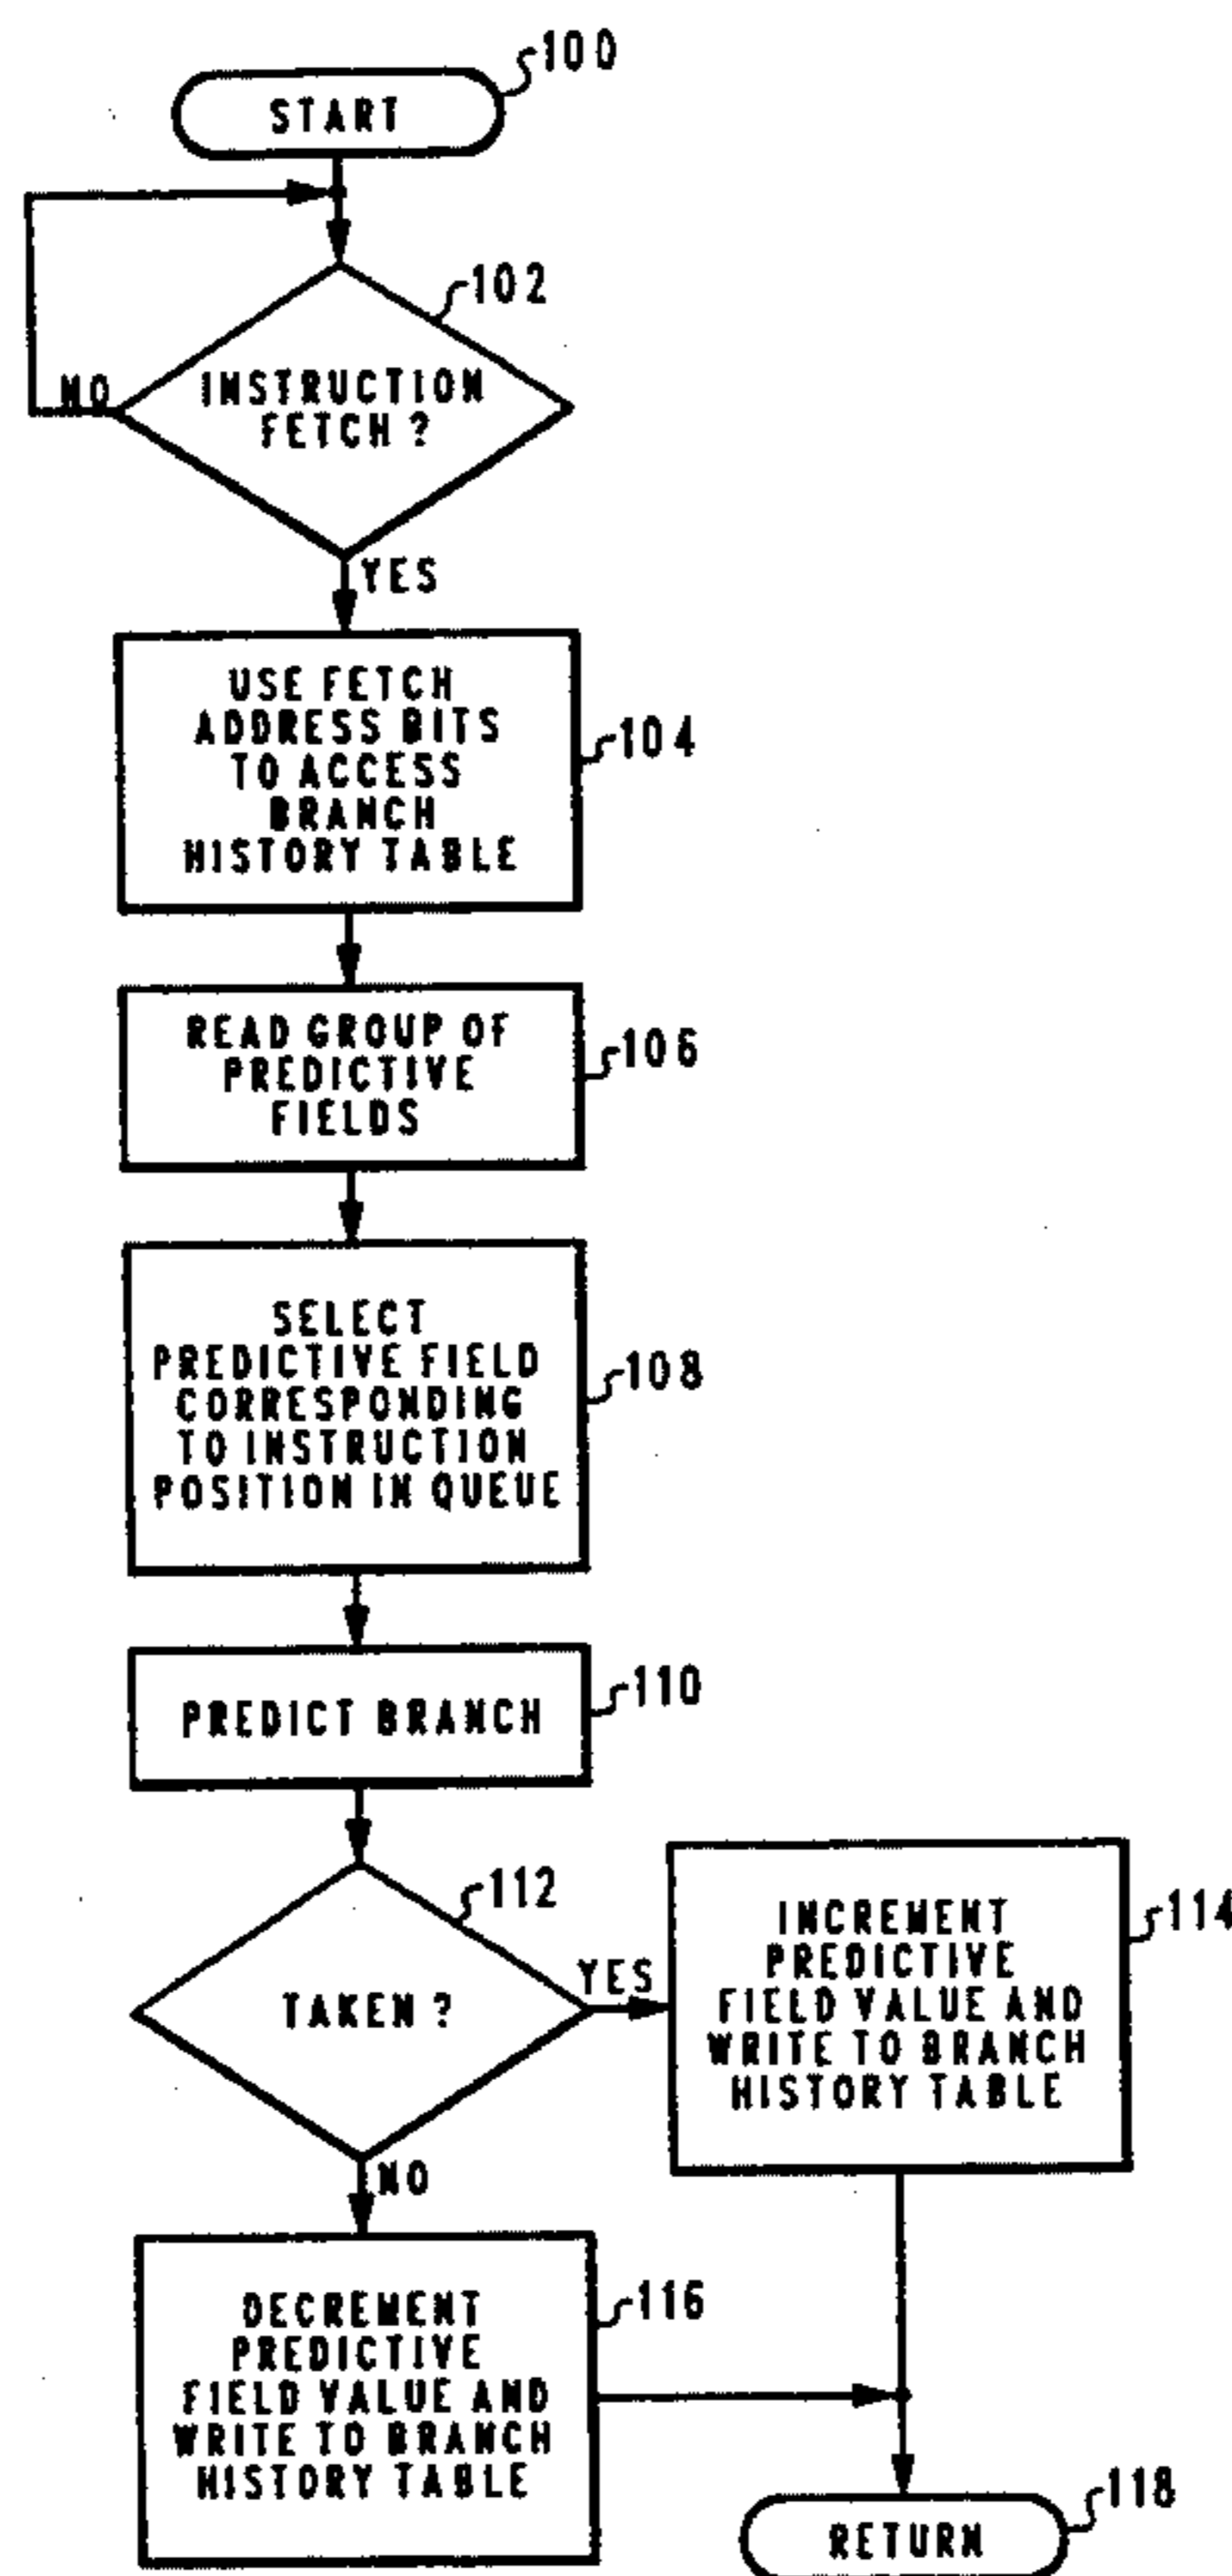 100
START
102
NO
INSTRUCTION
FETCH ?
YES
USE FETCH
ADDRESS BITS
TO ACCESS
BRANCH
HISTORY TABLE
104
READ GROUP OF
PREDICTIVE
FIELDS
106
SELECT
PREDICTIVE FIELD
CORRESPONDING
TO INSTRUCTION
POSITION IN QUEUE
108
PREDICT BRANCH
110
112
TAKEN ?
YES
INCREMENT
PREDICTIVE
FIELD VALUE AND
WRITE TO BRANCH
HISTORY TABLE
114
NO
DECREMENT
PREDICTIVE
FIELD VALUE AND
WRITE TO BRANCH
HISTORY TABLE
116
118
RETURN